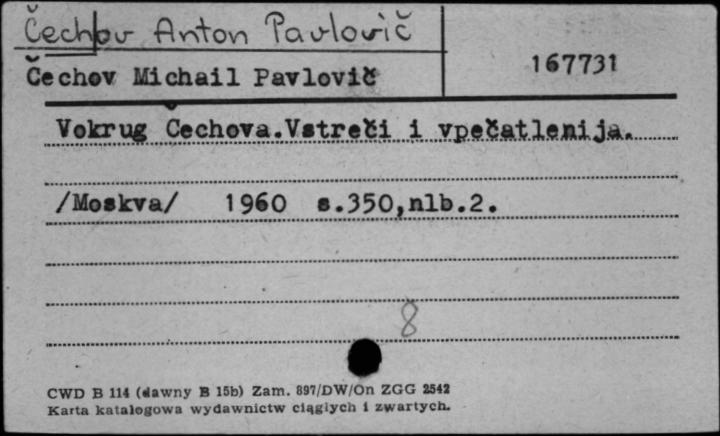 Čechov Anton Pavlovič
Čechov Michail Pavlovič
167731
Vokrug Čechova.Vstreči i vpečatlenija.
/Moskva/ 1960 s.350,nlb.2.
8
CWD B 114 (dawny B 15b) Zam. 897/DW/On ZGG 2542
Karta katalogowa wydawnictw ciągłych i zwartych.